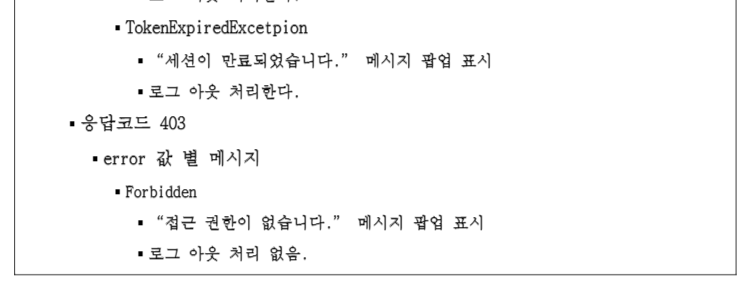 ▪ TokenExpiredExcetpion
▪ “세션이 만료되었습니다.” 메시지 팝업 표시
▪ 로그 아웃 처리한다.
▪ 응답코드 403
▪ error 값 별 메시지
▪ Forbidden
▪ “접근 권한이 없습니다.” 메시지 팝업 표시
▪ 로그 아웃 처리 없음.